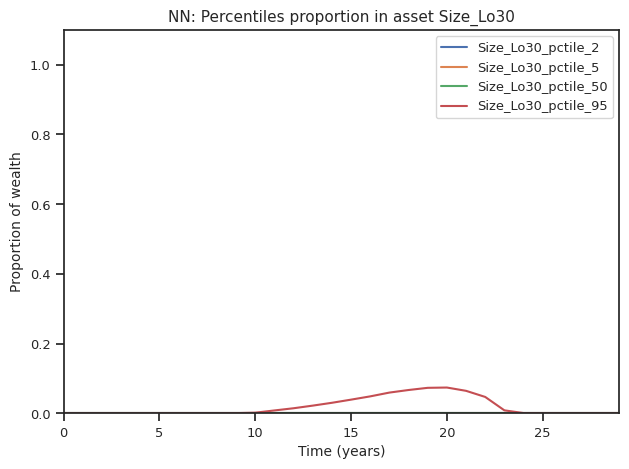 NN: Percentiles proportion in asset Size_Lo30
Size_Lo30_pctile_2
Size_Lo30_pctile_5
Size_Lo30_pctile_50
Size_Lo30_pctile_95
Proportion of wealth
1.0
0.8
0.6
0.4
0.2
0.0
0
5
10
15
20
25
Time (years)